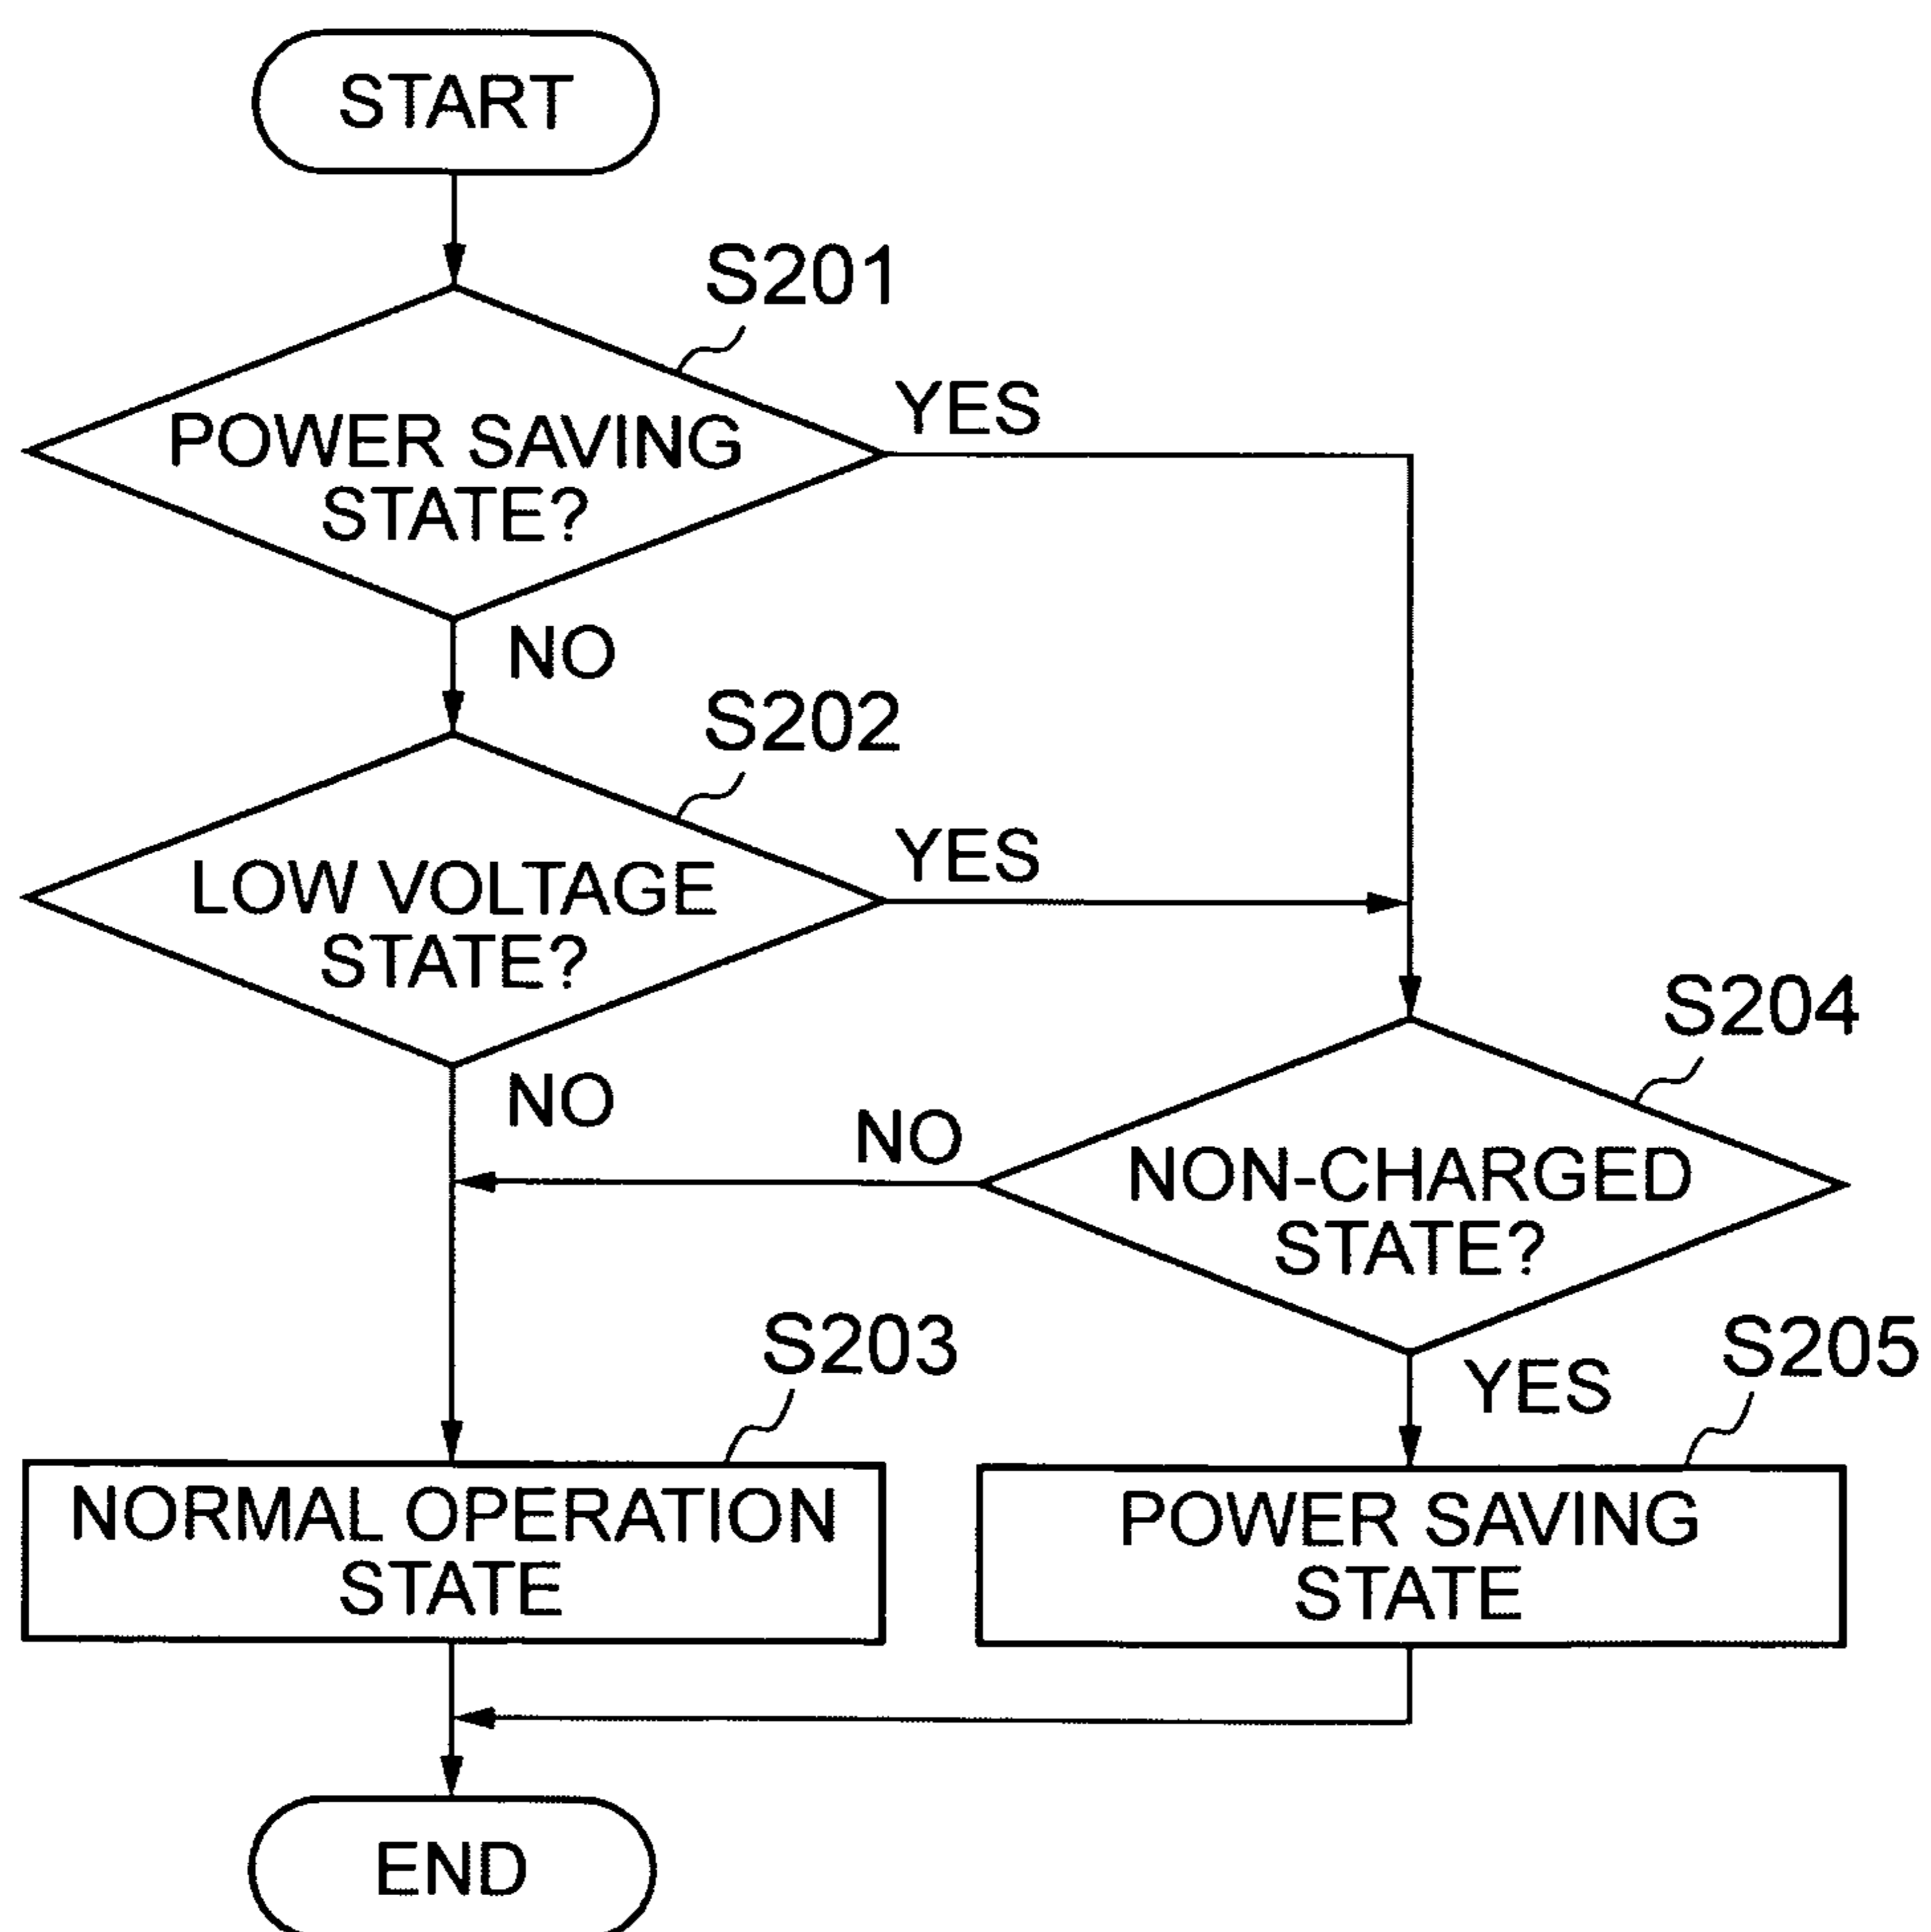 START
S201
POWER SAVING
STATE?
YES
NO
S202
LOW VOLTAGE
STATE?
YES
NO
S204
NON-CHARGED
STATE?
NO
YES
S203
NORMAL OPERATION
STATE
S205
POWER SAVING
STATE
END